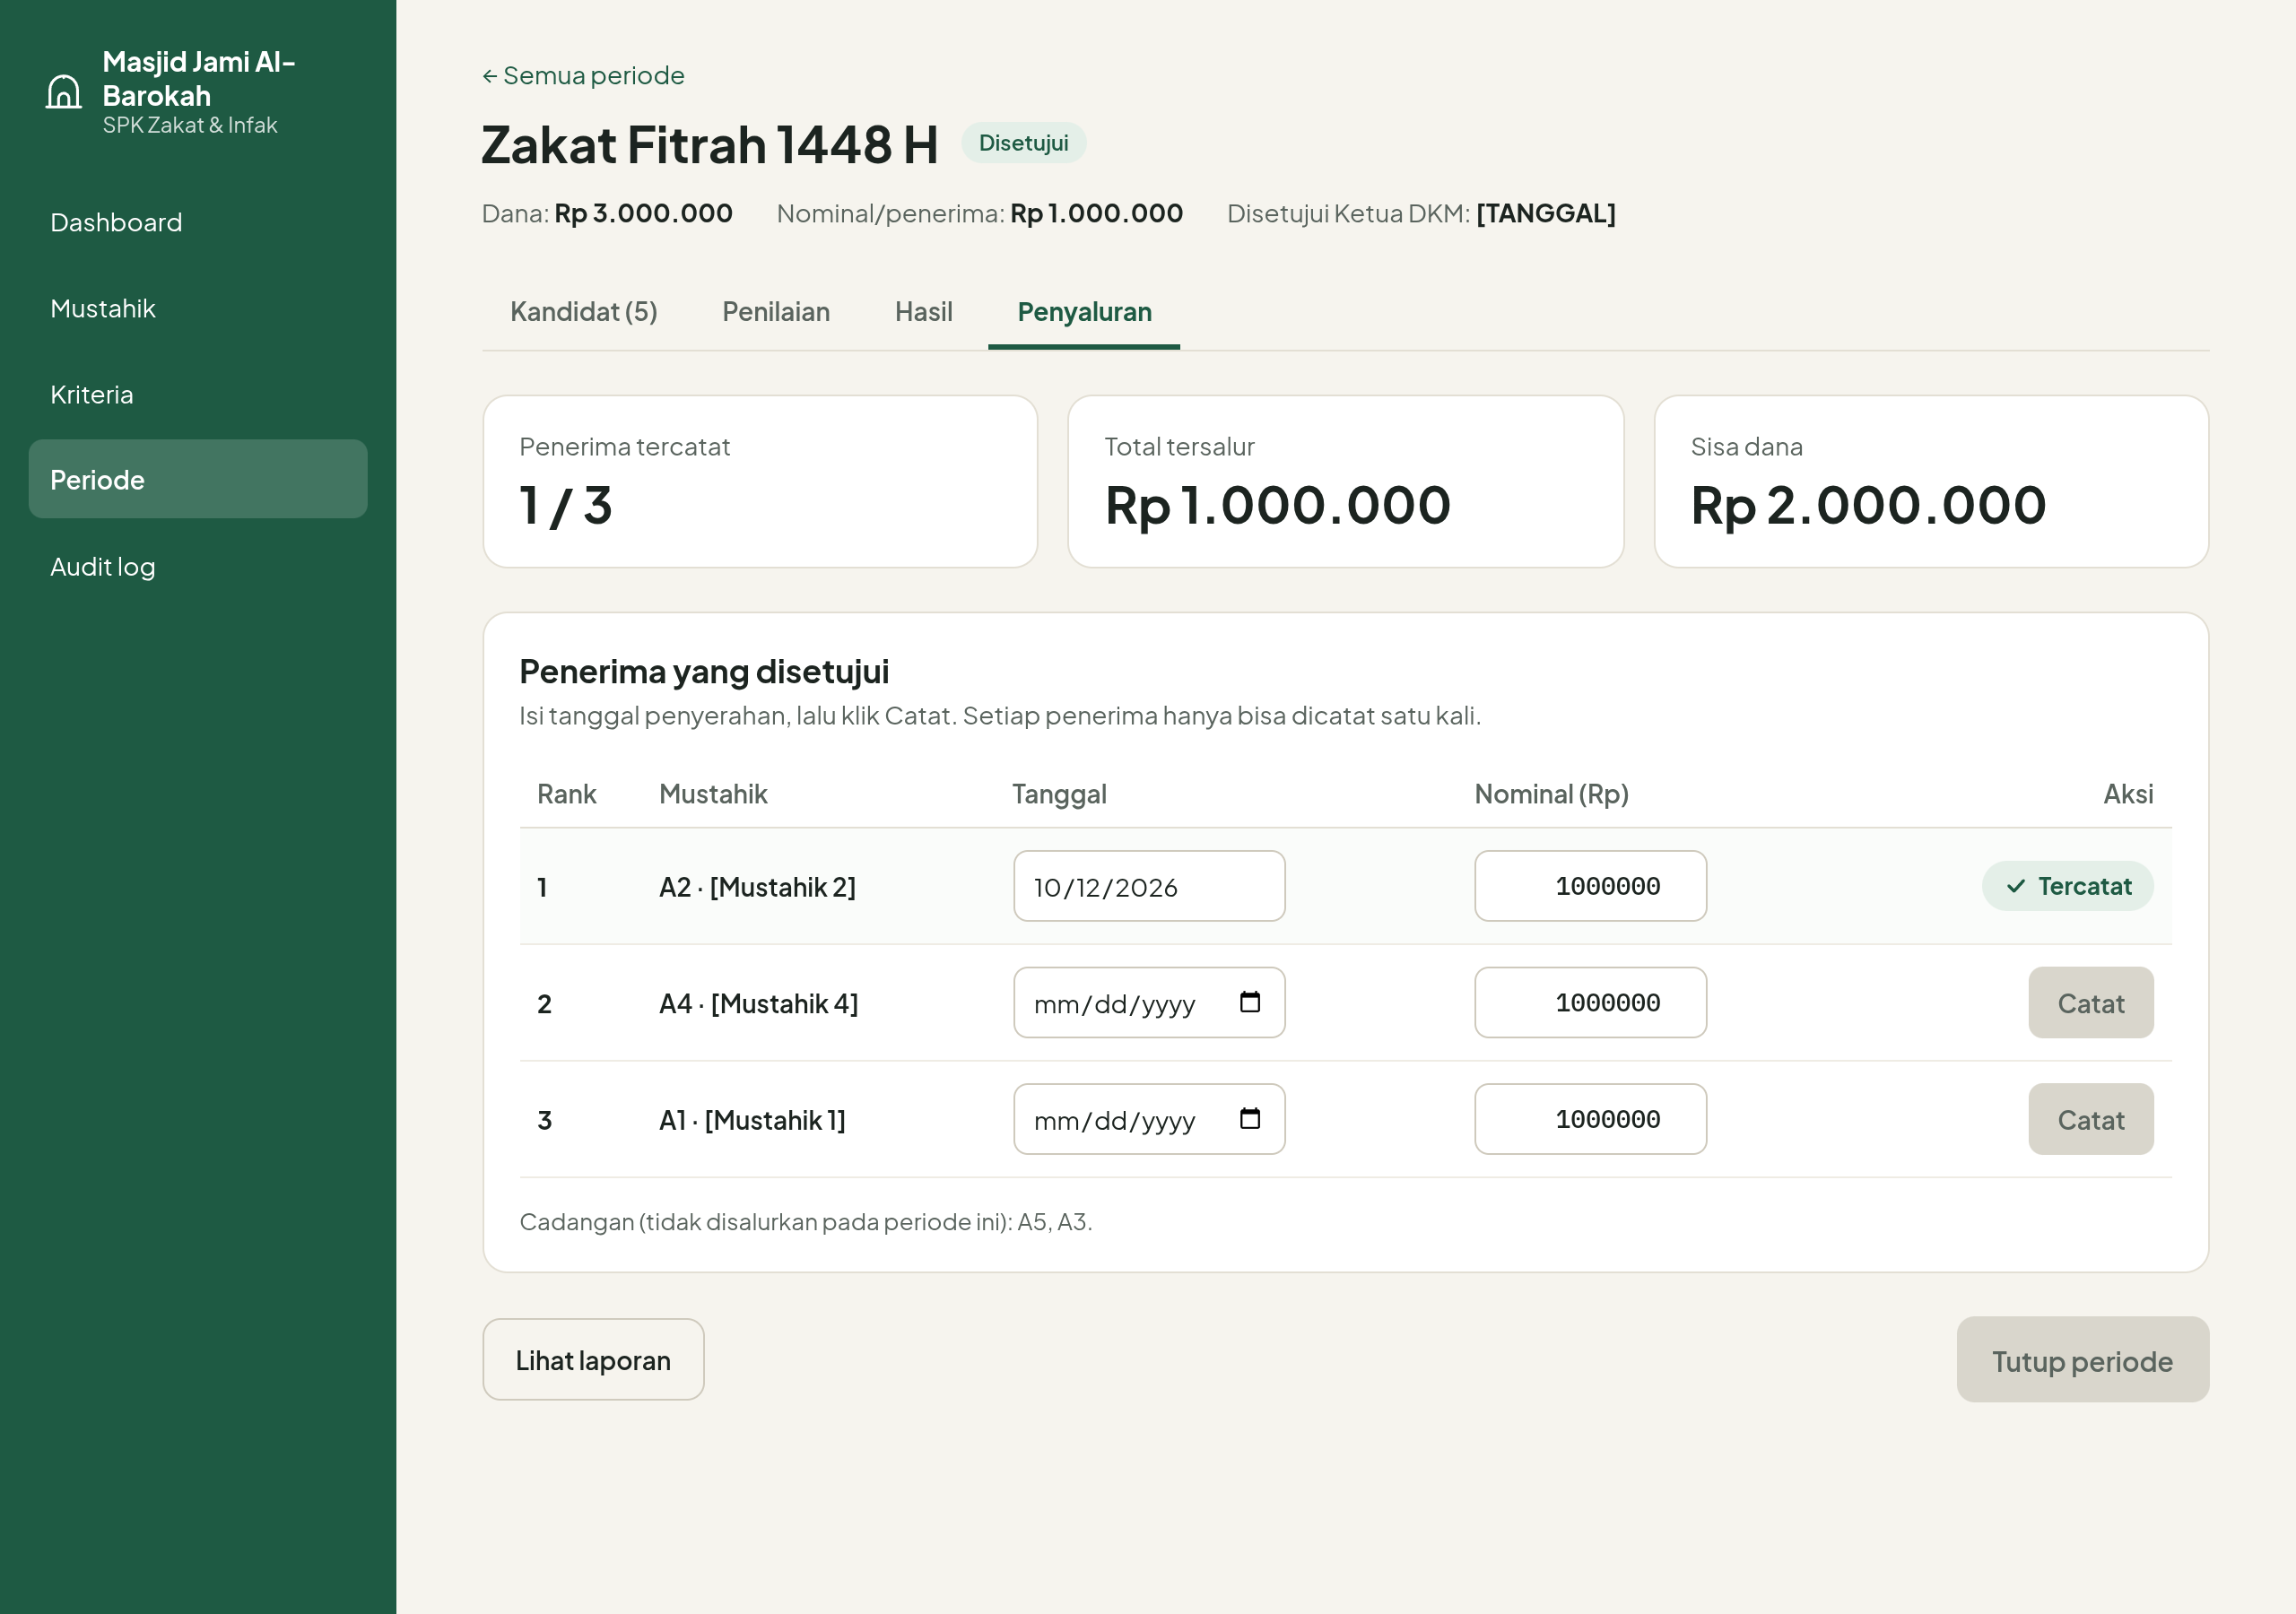 Masjid Jami Al-
Barokah
SPK Zakat & Infak
Dashboard
Mustahik
Kriteria
Periode
Audit log
← Semua periode
Zakat Fitrah 1448 H Disetujui
Dana: Rp 3.000.000 Nominal/penerima: Rp 1.000.000 Disetujui Ketua DKM: [TANGGAL]
Kandidat (5) Penilaian Hasil Penyaluran
Penerima tercatat
1 / 3
Total tersalur
Rp 1.000.000
Sisa dana
Rp 2.000.000
Penerima yang disetujui
Isi tanggal penyerahan, lalu klik Catat. Setiap penerima hanya bisa dicatat satu kali.
Rank Mustahik Tanggal Nominal (Rp) Aksi
1 A2 · [Mustahik 2] 10/12/2026 1000000 ✓ Tercatat
2 A4 · [Mustahik 4] mm/dd/yyyy 1000000 Catat
3 A1 · [Mustahik 1] mm/dd/yyyy 1000000 Catat
Cadangan (tidak disalurkan pada periode ini): A5, A3.
Lihat laporan Tutup periode